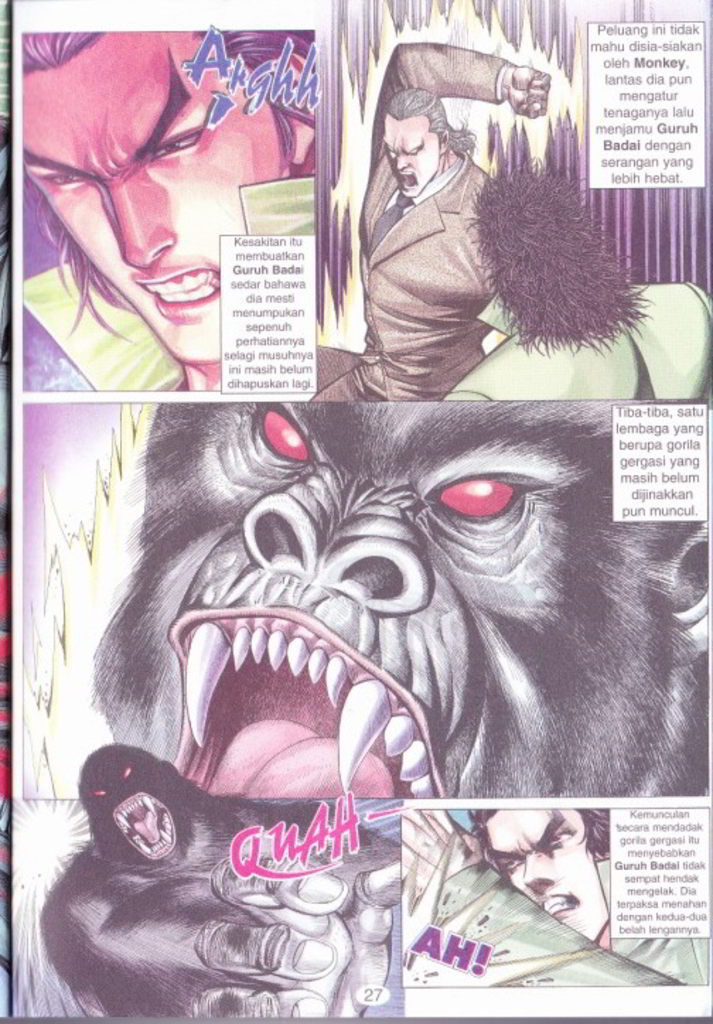 Arghh
Kesakitan itu
membuatkan
Guruh Badai
sedar bahawa
dia mesti
menumpukan
sepenuh
perhatiannya
selagi musuhnya
ini masih belum
dihapuskan lagi.
Peluang ini tidak
mahu disia-siakan
oleh Monkey,
lantas dia pun
mengatur
tenaganya lalu
menjamu Guruh
Badai dengan
serangan yang
lebih hebat.
Tiba-tiba, satu
lembaga yang
berupa gorila
gergasi yang
masih belum
dijinakkan
pun muncul.
QUAH
AH!
Kemunculan
secara mendadak
gorila gergasi itu
menyebabkan
Guruh Badai tidak
sempat hendak
mengelak. Dia
terpaksa menahan
dengan kedua-dua
belah lengannya.
27